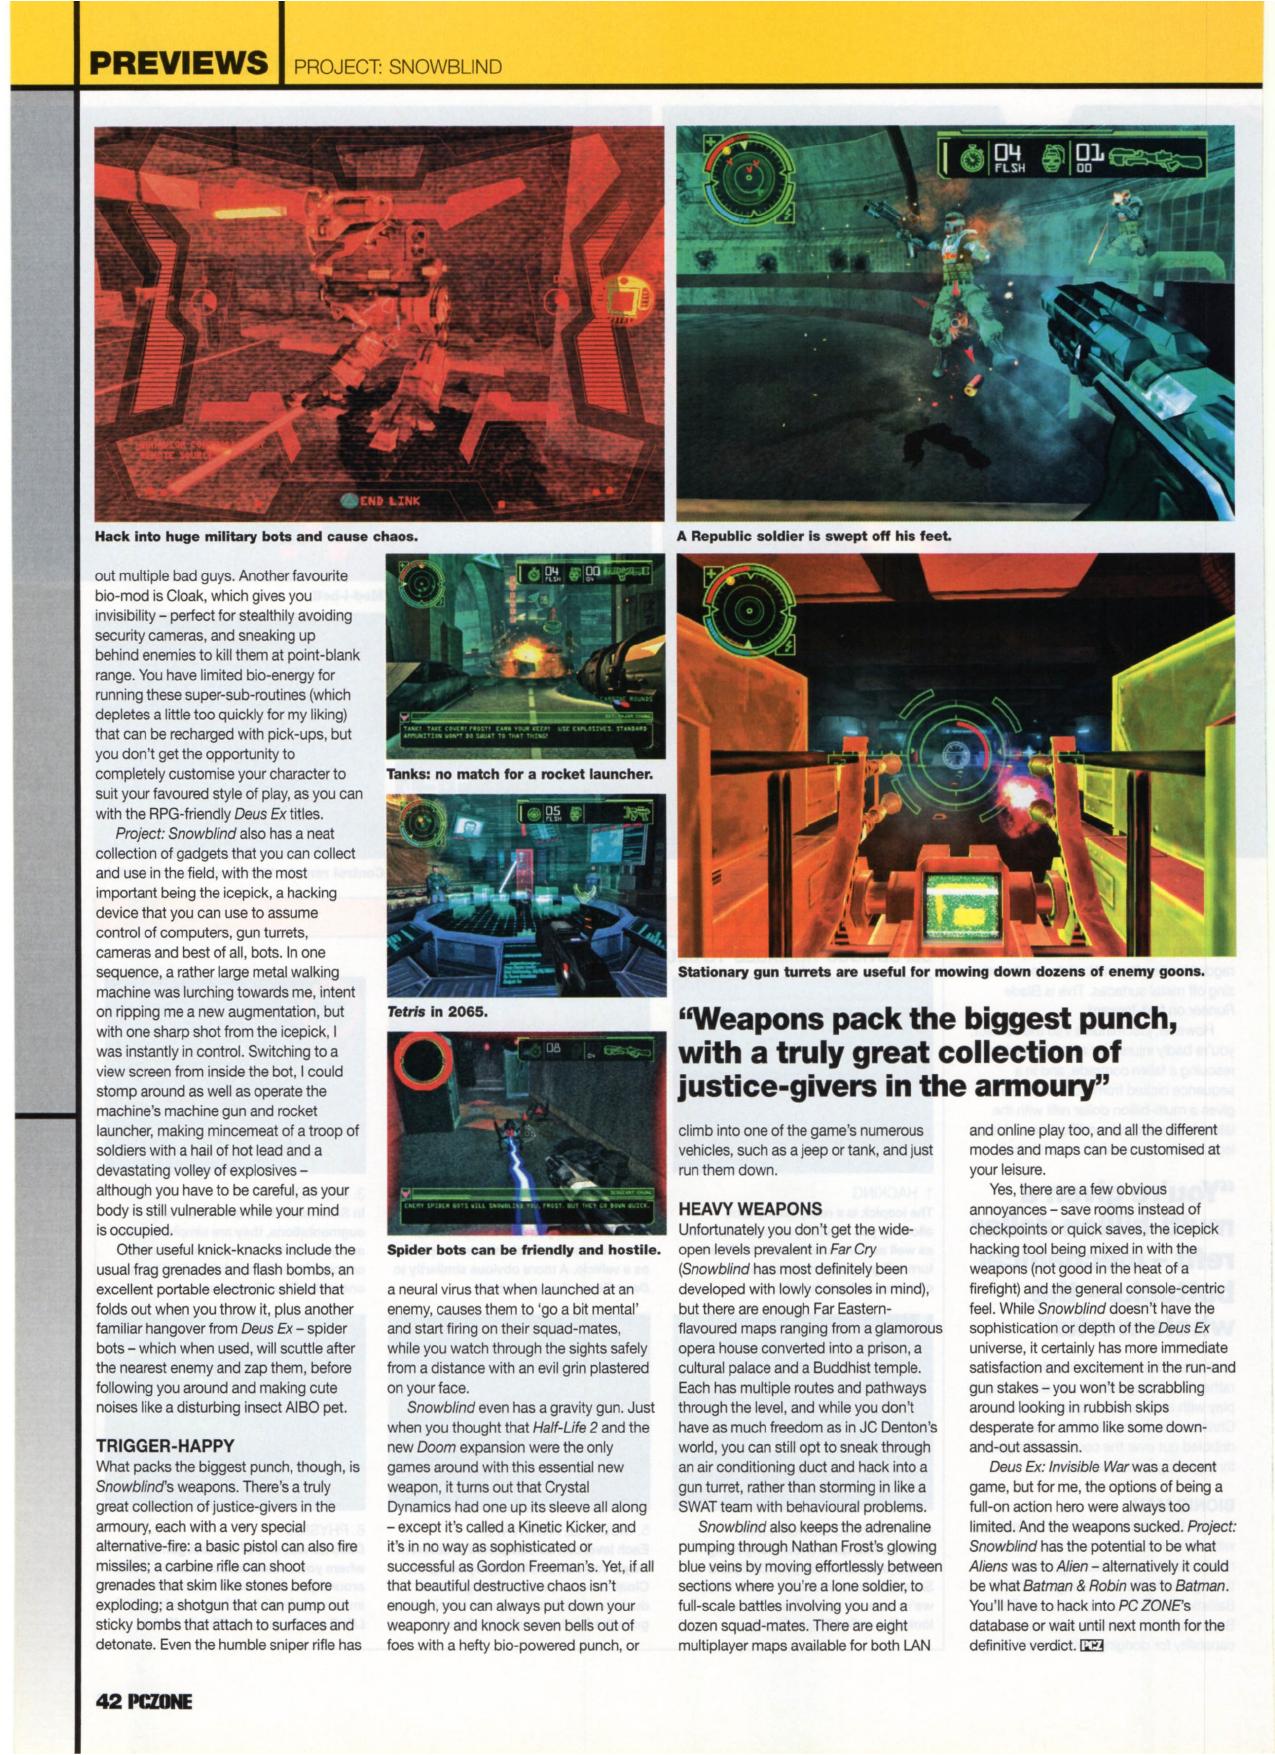 PREVIEWS
PROJECT: SNOWBLIND
END LINK
Hack into huge military bots and cause chaos.
04
FLSH
01
00
A Republic soldier is swept off his feet.
out multiple bad guys. Another favourite
bio-mod is Cloak, which gives you
invisibility – perfect for stealthily avoiding
security cameras, and sneaking up
behind enemies to kill them at point-blank
range. You have limited bio-energy for
running these super-sub-routines (which
depletes a little too quickly for my liking)
that can be recharged with pick-ups, but
you don't get the opportunity to
completely customise your character to
suit your favoured style of play, as you can
with the RPG-friendly Deus Ex titles.
Project: Snowblind also has a neat
collection of gadgets that you can collect
and use in the field, with the most
important being the icepick, a hacking
device that you can use to assume
control of computers, gun turrets,
cameras and best of all, bots. In one
sequence, a rather large metal walking
machine was lurching towards me, intent
on ripping me a new augmentation, but
with one sharp shot from the icepick, I
was instantly in control. Switching to a
view screen from inside the bot, I could
stomp around as well as operate the
machine's machine gun and rocket
launcher, making mincemeat of a troop of
soldiers with a hail of hot lead and a
devastating volley of explosives –
although you have to be careful, as your
body is still vulnerable while your mind
is occupied.
Other useful knick-knacks include the
usual frag grenades and flash bombs, an
excellent portable electronic shield that
folds out when you throw it, plus another
familiar hangover from Deus Ex – spider
bots – which when used, will scuttle after
the nearest enemy and zap them, before
following you around and making cute
noises like a disturbing insect AIBO pet.
TRIGGER-HAPPY
What packs the biggest punch, though, is
Snowblind's weapons. There's a truly
great collection of justice-givers in the
armoury, each with a very special
alternative-fire: a basic pistol can also fire
missiles; a carbine rifle can shoot
grenades that skim like stones before
exploding; a shotgun that can pump out
sticky bombs that attach to surfaces and
detonate. Even the humble sniper rifle has
04
FLSH
00
04
TANK! TAKE COVER! FROST! EARN YOUR KEEP! USE EXPLOSIVES. STANDARD
AMMUNITION WON'T DO SQUAT TO THAT THING!
Tanks: no match for a rocket launcher.
05
FLSH
Tetris in 2065.
08
SERGEANT CHUNG
ENEMY SPIDER BOTS WILL SNOWBLIND YOU, FROST. BUT THEY GO DOWN QUICK.
Spider bots can be friendly and hostile.
a neural virus that when launched at an
enemy, causes them to 'go a bit mental'
and start firing on their squad-mates,
while you watch through the sights safely
from a distance with an evil grin plastered
on your face.
Snowblind even has a gravity gun. Just
when you thought that Half-Life 2 and the
new Doom expansion were the only
games around with this essential new
weapon, it turns out that Crystal
Dynamics had one up its sleeve all along
– except it's called a Kinetic Kicker, and
it's in no way as sophisticated or
successful as Gordon Freeman's. Yet, if all
that beautiful destructive chaos isn't
enough, you can always put down your
weaponry and knock seven bells out of
foes with a hefty bio-powered punch, or
Stationary gun turrets are useful for mowing down dozens of enemy goons.
“Weapons pack the biggest punch,
with a truly great collection of
justice-givers in the armoury”
climb into one of the game's numerous
vehicles, such as a jeep or tank, and just
run them down.
HEAVY WEAPONS
Unfortunately you don't get the wide-
open levels prevalent in Far Cry
(Snowblind has most definitely been
developed with lowly consoles in mind),
but there are enough Far Eastern-
flavoured maps ranging from a glamorous
opera house converted into a prison, a
cultural palace and a Buddhist temple.
Each has multiple routes and pathways
through the level, and while you don't
have as much freedom as in JC Denton's
world, you can still opt to sneak through
an air conditioning duct and hack into a
gun turret, rather than storming in like a
SWAT team with behavioural problems.
Snowblind also keeps the adrenaline
pumping through Nathan Frost's glowing
blue veins by moving effortlessly between
sections where you're a lone soldier, to
full-scale battles involving you and a
dozen squad-mates. There are eight
multiplayer maps available for both LAN
and online play too, and all the different
modes and maps can be customised at
your leisure.
Yes, there are a few obvious
annoyances – save rooms instead of
checkpoints or quick saves, the icepick
hacking tool being mixed in with the
weapons (not good in the heat of a
firefight) and the general console-centric
feel. While Snowblind doesn't have the
sophistication or depth of the Deus Ex
universe, it certainly has more immediate
satisfaction and excitement in the run-and
gun stakes – you won't be scrabbling
around looking in rubbish skips
desperate for ammo like some down-
and-out assassin.
Deus Ex: Invisible War was a decent
game, but for me, the options of being a
full-on action hero were always too
limited. And the weapons sucked. Project:
Snowblind has the potential to be what
Aliens was to Alien – alternatively it could
be what Batman & Robin was to Batman.
You'll have to hack into PC ZONE's
database or wait until next month for the
definitive verdict. PCZ
42 PCZONE